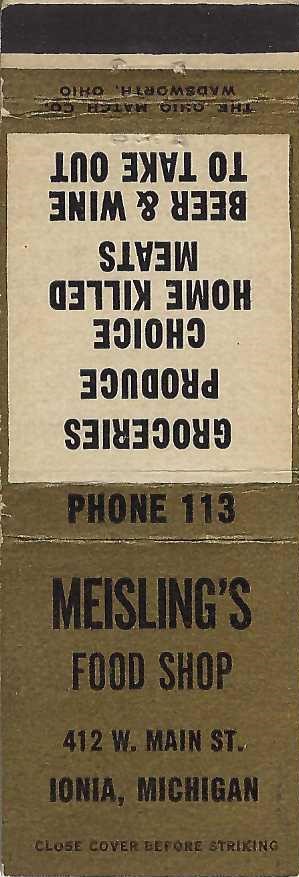 PHONE 113
MEISLING'S
FOOD SHOP
412 W. MAIN ST.
IONIA, MICHIGAN
CLOSE COVER BEFORE STRIKING
GROCERIES
PRODUCE
CHOICE
HOME KILLED
MEATS
BEER & WINE
TO TAKE OUT
THE OHIO MATCH CO.
WADSWORTH, OHIO